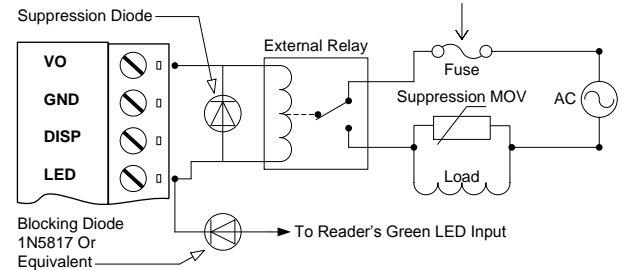 Suppression Diode
External Relay
VO
GND
DISP
LED
Fuse
Suppression MOV
AC
Load
Blocking Diode
1N5817 Or
Equivalent
To Reader's Green LED Input